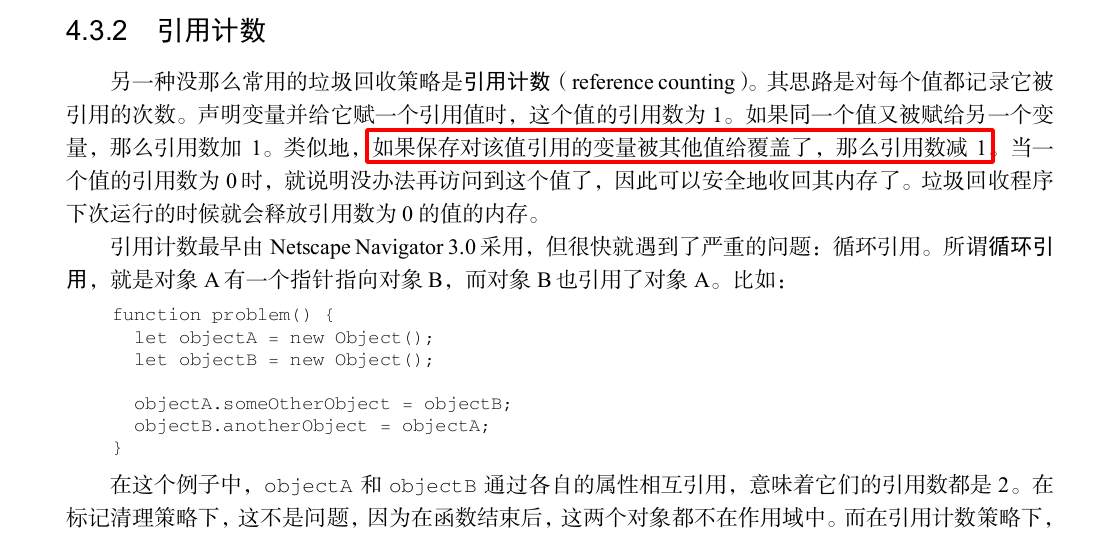 4.3.2 引用计数
另一种没那么常用的垃圾回收策略是引用计数（reference counting）。其思路是对每个值都记录它被
引用的次数。声明变量并给它赋一个引用值时，这个值的引用数为 1。如果同一个值又被赋给另一个变
量，那么引用数加 1。类似地，如果保存对该值引用的变量被其他值给覆盖了，那么引用数减 1。当一
个值的引用数为 0 时，就说明没办法再访问到这个值了，因此可以安全地收回其内存了。垃圾回收程序
下次运行的时候就会释放引用数为 0 的值的内存。
引用计数最早由 Netscape Navigator 3.0 采用，但很快就遇到了严重的问题：循环引用。所谓循环引
用，就是对象 A 有一个指针指向对象 B，而对象 B 也引用了对象 A。比如：
function problem() {
  let objectA = new Object();
  let objectB = new Object();

  objectA.someOtherObject = objectB;
  objectB.anotherObject = objectA;
}
在这个例子中，objectA 和 objectB 通过各自的属性相互引用，意味着它们的引用数都是 2。在
标记清理策略下，这不是问题，因为在函数结束后，这两个对象都不在作用域中。而在引用计数策略下，